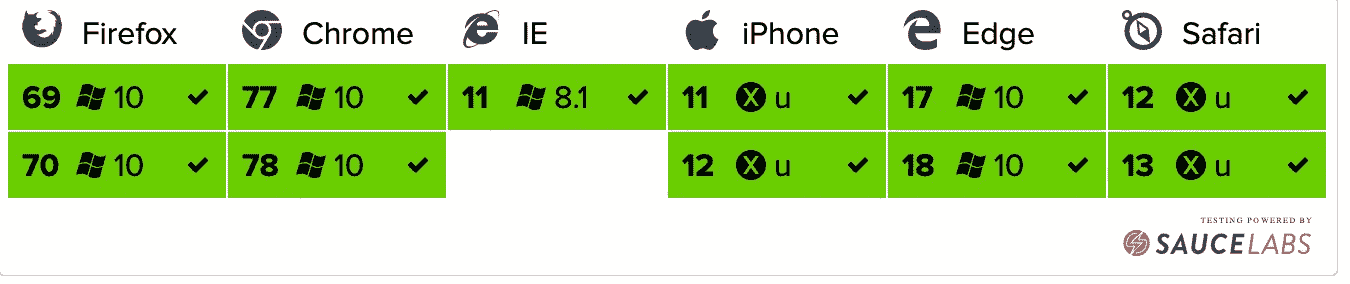 Firefox Chrome IE iPhone Edge Safari
69 10 77 10 11 8.1 11 X u 17 10 12 X u
70 10 78 10 12 X u 18 10 13 X u
TESTING POWERED BY
SAUCELABS